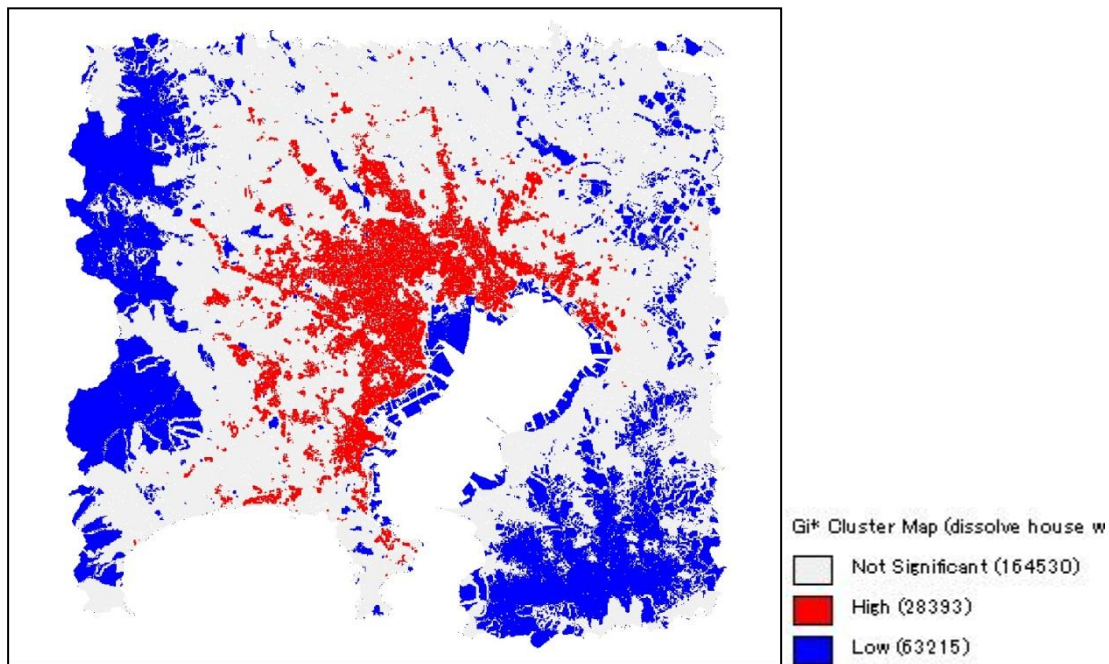 Gi* Cluster Map (dissolve house w
Not Significant (164530)
High (28393)
Low (63215)